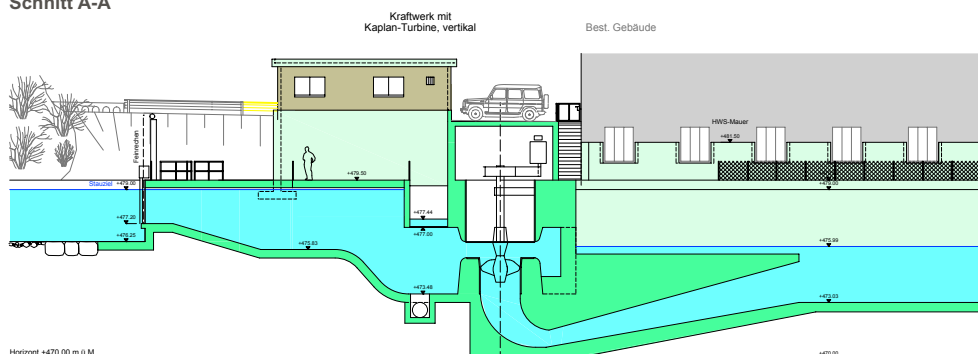 Schnitt A-A
Kraftwerk mit
Kaplan-Turbine, vertikal
Best. Gebäude
HWS-Mauer
+481.50
Feinrechen
Stauziel
+479.00
+479.50
+479.00
+477.20
+477.44
+477.00
+476.25
+475.83
+475.99
+473.48
+473.03
Horizont +470.00 m ü.M.
+470.00